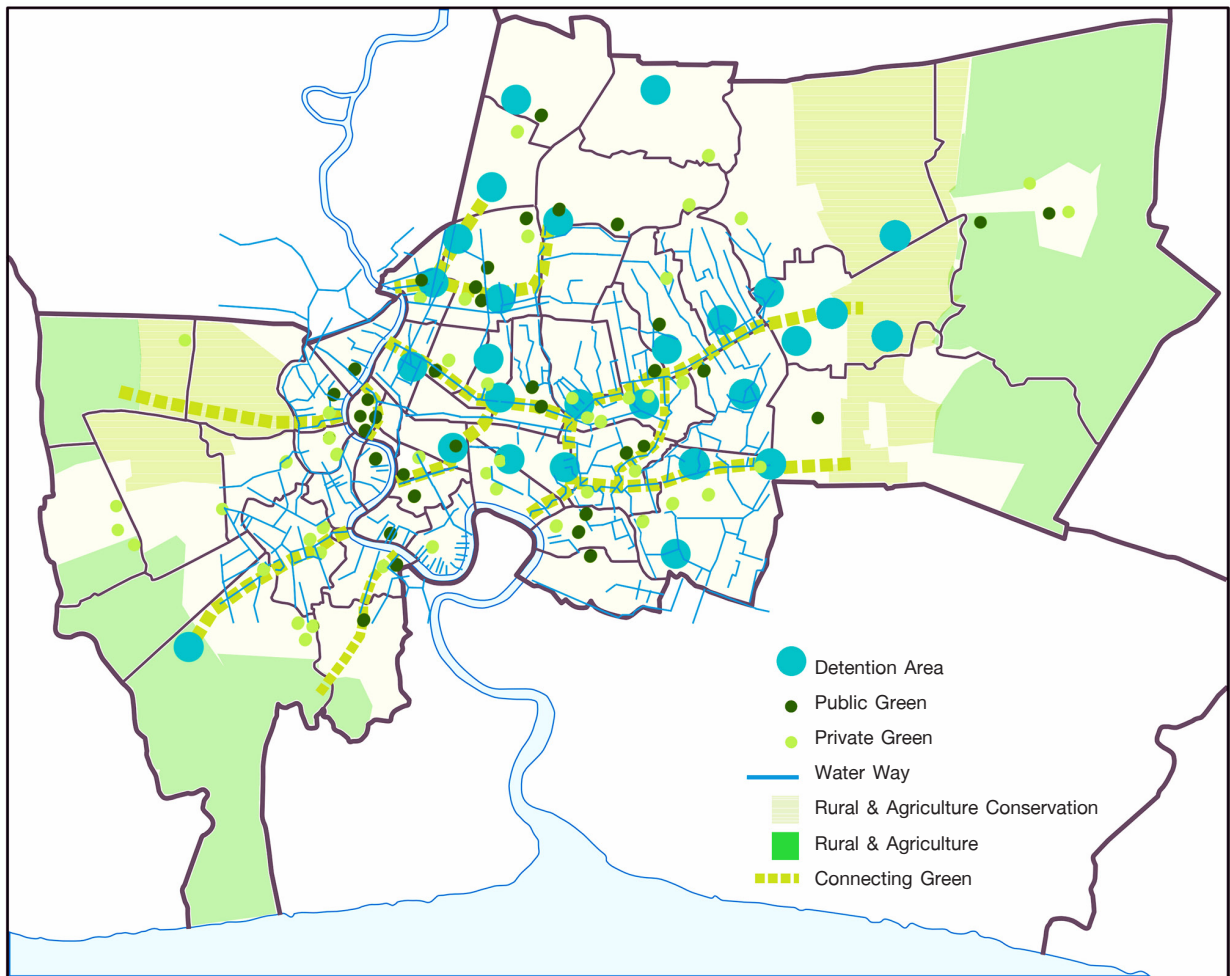 Detention Area
Public Green
Private Green
Water Way
Rural & Agriculture Conservation
Rural & Agriculture
Connecting Green